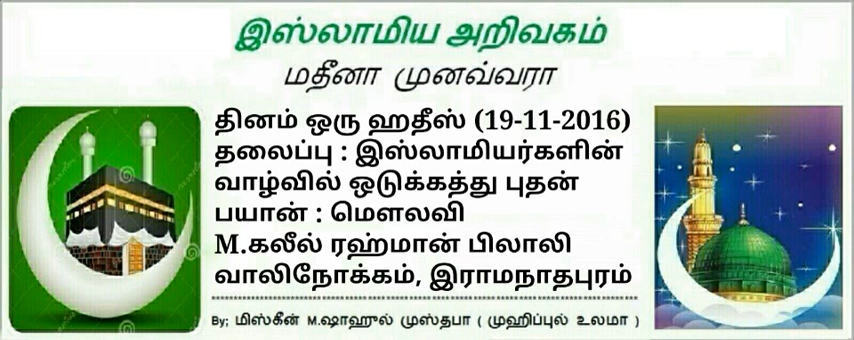 இஸ்லாமிய அறிவகம்
மதீனா முனவ்வரா
தினம் ஒரு ஹதீஸ் (19-11-2016)
தலைப்பு : இஸ்லாமியர்களின்
வாழ்வில் ஒடுக்கத்து புதன்
பயான் : மௌலவி
M.கலீல் ரஹ்மான் பிலாலி
வாலிநோக்கம், இராமநாதபுரம்
By; மிஸ்கீன் M.ஷாஹுல் முஸ்தபா ( முஹிப்புல் உலமா )